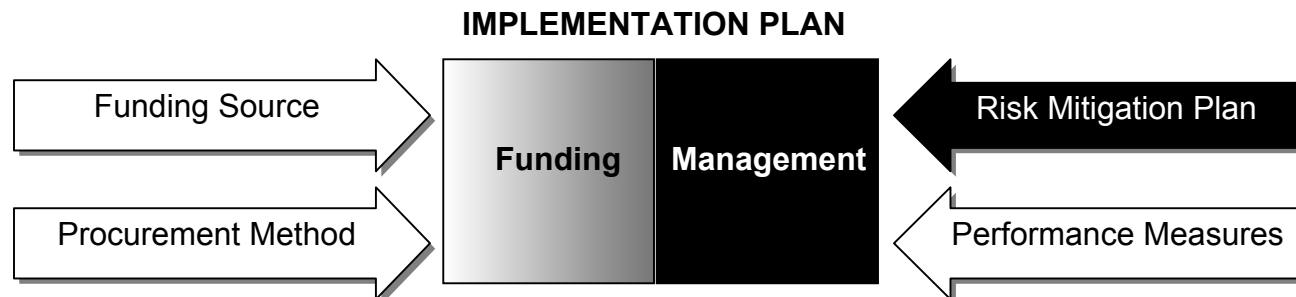 IMPLEMENTATION PLAN
Funding Source
Procurement Method
Funding
Management
Risk Mitigation Plan
Performance Measures